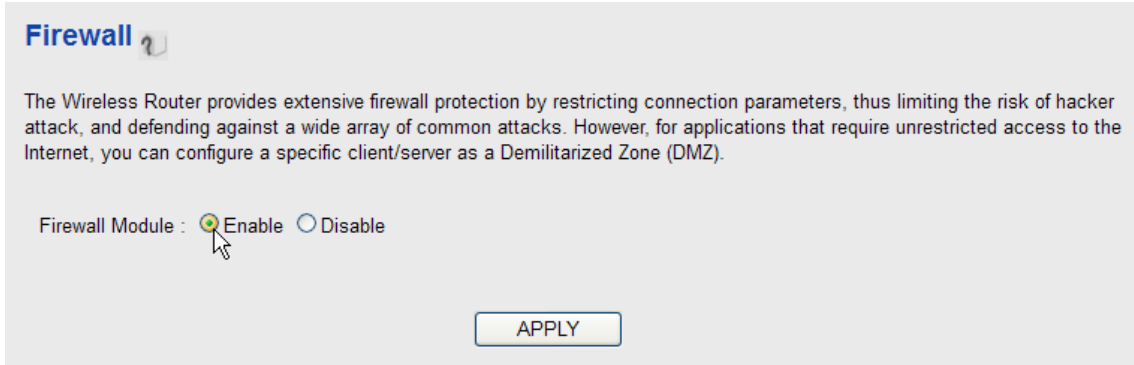 Firewall
The Wireless Router provides extensive firewall protection by restricting connection parameters, thus limiting the risk of hacker
attack, and defending against a wide array of common attacks. However, for applications that require unrestricted access to the
Internet, you can configure a specific client/server as a Demilitarized Zone (DMZ).
Firewall Module : Enable Disable
APPLY